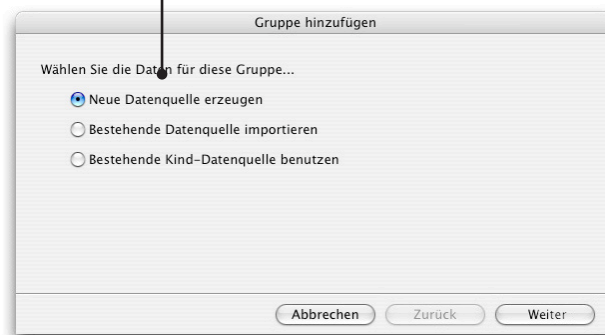 Gruppe hinzufügen
Wählen Sie die Daten für diese Gruppe...
Neue Datenquelle erzeugen
Bestehende Datenquelle importieren
Bestehende Kind-Datenquelle benutzen
Abbrechen Zurück Weiter